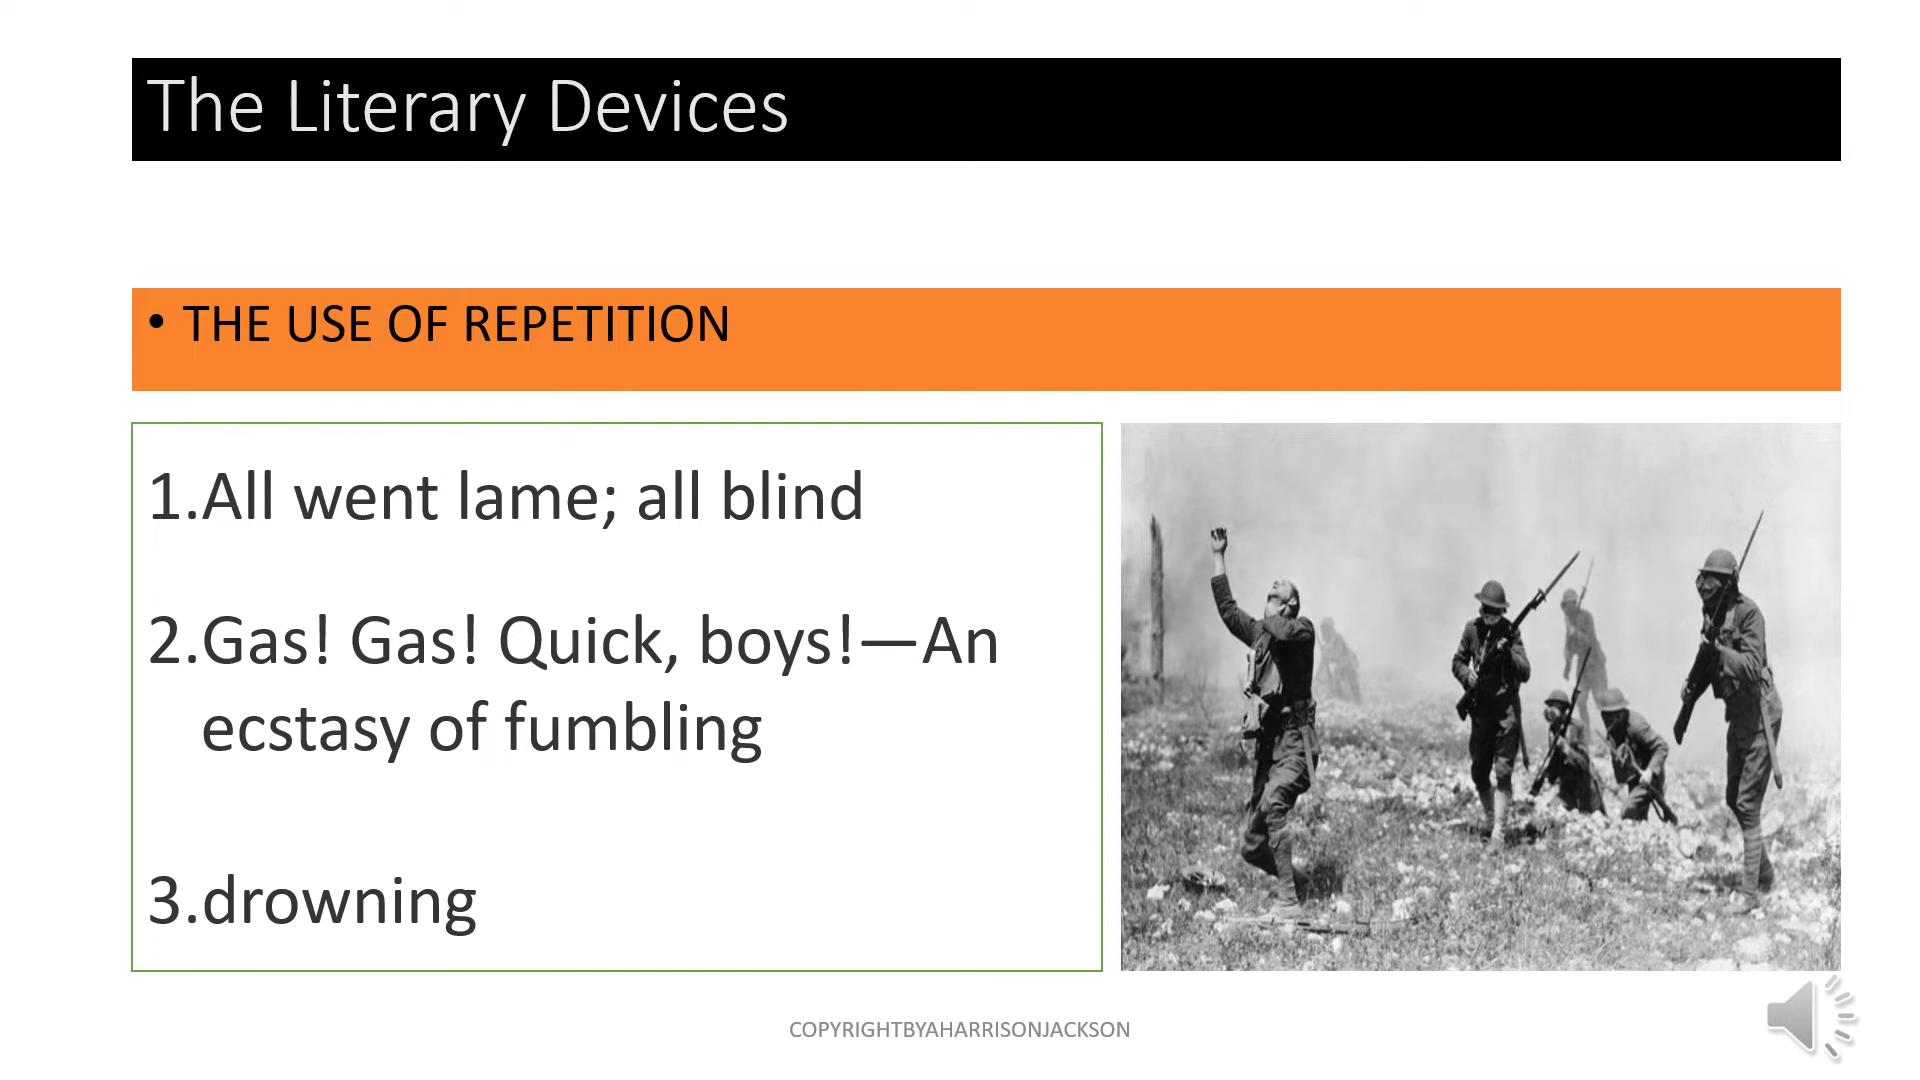 The Literary Devices
• THE USE OF REPETITION
1.All went lame; all blind
2.Gas! Gas! Quick, boys!—An
ecstasy of fumbling
3.drowning
COPYRIGHTBYAHARRISONJACKSON